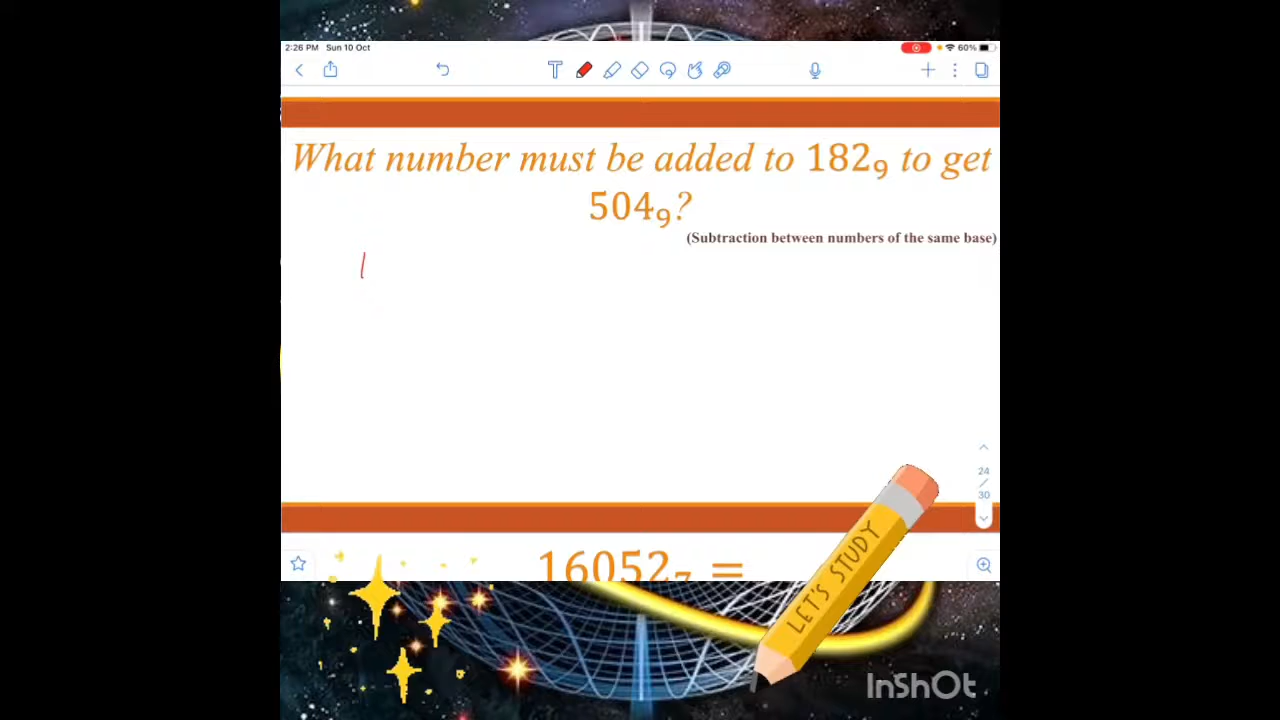 2:26 PM Sun 10 Oct
60%
What number must be added to 182₉ to get
504₉?
(Subtraction between numbers of the same base)
24
/
30
16052₇ =
LET'S STUDY
InShOt